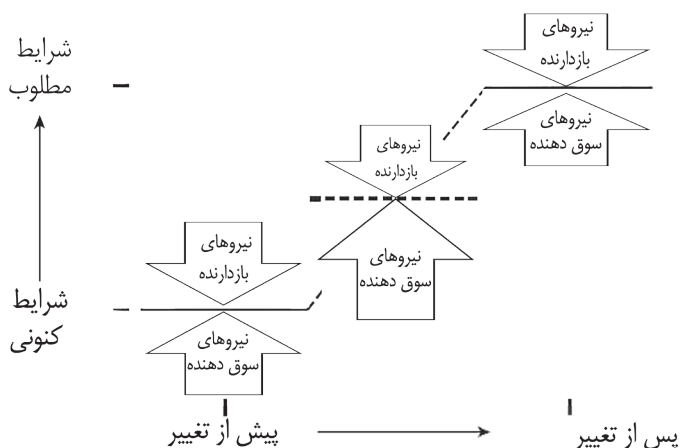 شرایط
مطلوب
نیروهای
بازدارنده
نیروهای
سوق دهنده
نیروهای
بازدارنده
نیروهای
سوق دهنده
نیروهای
بازدارنده
نیروهای
سوق دهنده
شرایط
کنونی
پیش از تغییر
پس از تغییر